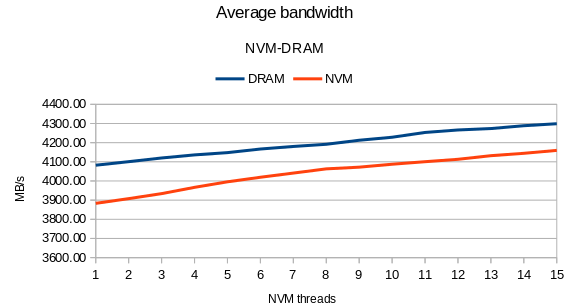 Average bandwidth
NVM-DRAM
DRAM NVM
4400.00
4300.00
4200.00
4100.00
4000.00
3900.00
3800.00
3700.00
3600.00
MB/s
1 2 3 4 5 6 7 8 9 10 11 12 13 14 15
NVM threads